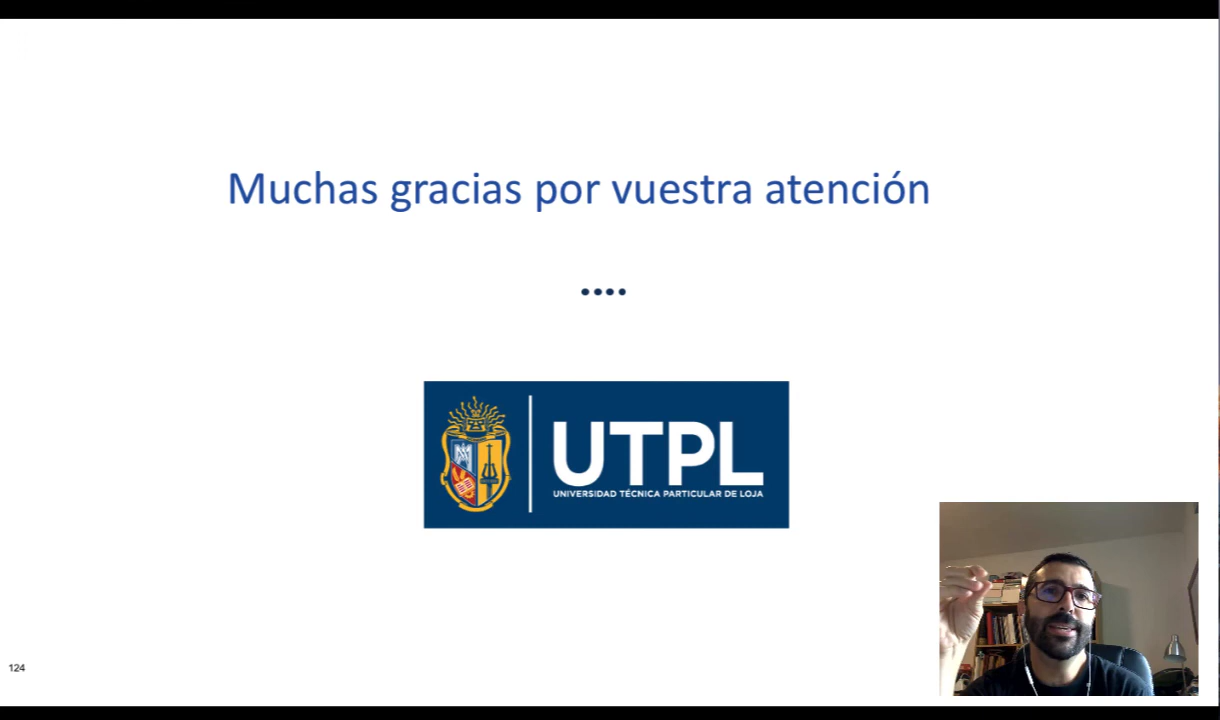 Muchas gracias por vuestra atención
....
UTPL
UNIVERSIDAD TÉCNICA PARTICULAR DE LOJA
124